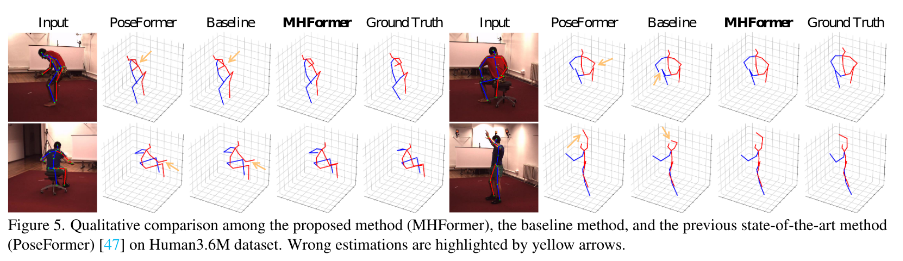 Input PoseFormer Baseline MHFormer Ground Truth Input PoseFormer Baseline MHFormer Ground Truth
Figure 5. Qualitative comparison among the proposed method (MHFormer), the baseline method, and the previous state-of-the-art method
(PoseFormer) [47] on Human3.6M dataset. Wrong estimations are highlighted by yellow arrows.